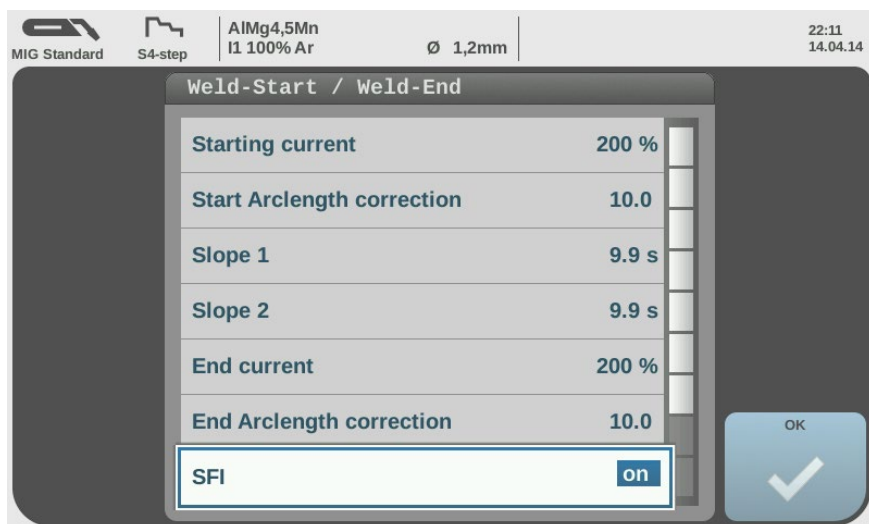 MIG Standard
S4-step
AlMg4,5Mn
I1 100% Ar
Ø 1,2mm
22:11
14.04.14
Weld-Start / Weld-End
Starting current 200 %
Start Arclength correction 10.0
Slope 1 9.9 s
Slope 2 9.9 s
End current 200 %
End Arclength correction 10.0
SFI on
OK